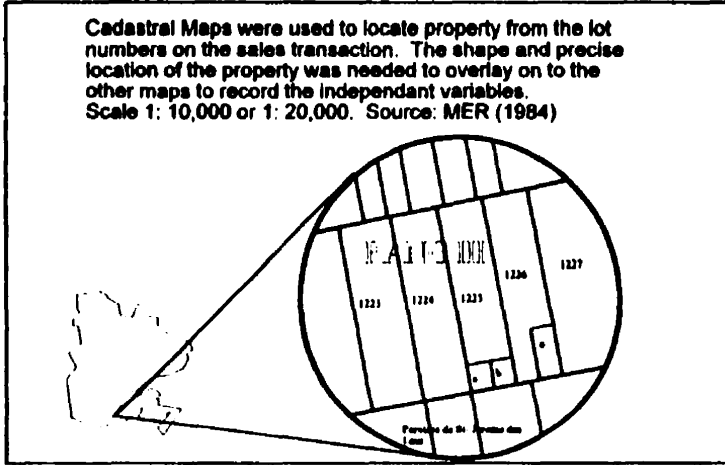 Cadastral Maps were used to locate property from the lot
numbers on the sales transaction. The shape and precise
location of the property was needed to overlay on to the
other maps to record the independant variables.
Scale 1: 10,000 or 1: 20,000. Source: MER (1984)
1223 1224 1225 1226 1227
a b a
de St